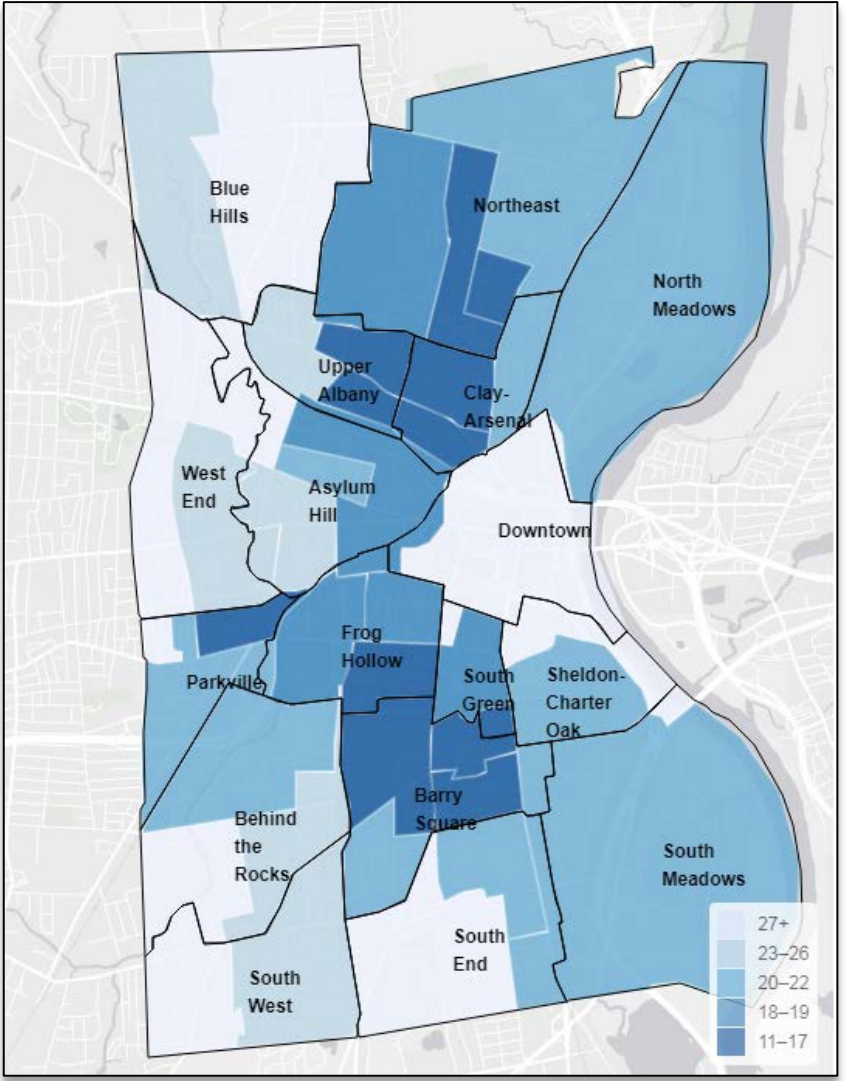 Blue
Hills
Northeast
North
Meadows
Upper
Albany
Clay-
Arsenal
West
End
Asylum
Hill
Downtown
Frog
Hollow
Parkville
South
Green
Sheldon-
Charter
Oak
Barry
Square
Behind
the
Rocks
South
Meadows
South
End
South
West
27+
23–26
20–22
18–19
11–17